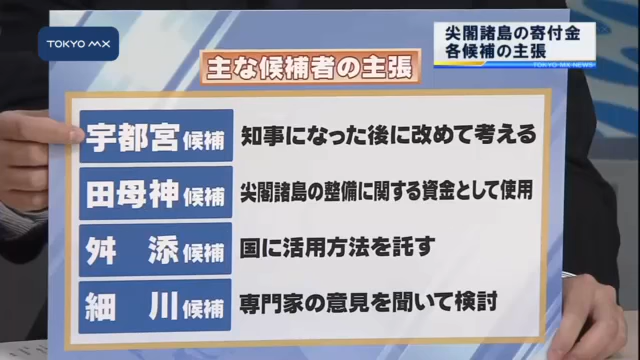 TOKYO MX
尖閣諸島の寄付金
各候補の主張
TOKYO MX NEWS
主な候補者の主張
宇都宮候補 知事になった後に改めて考える
田母神候補 尖閣諸島の整備に関する資金として使用
舛添候補 国に活用方法を託す
細川候補 専門家の意見を聞いて検討